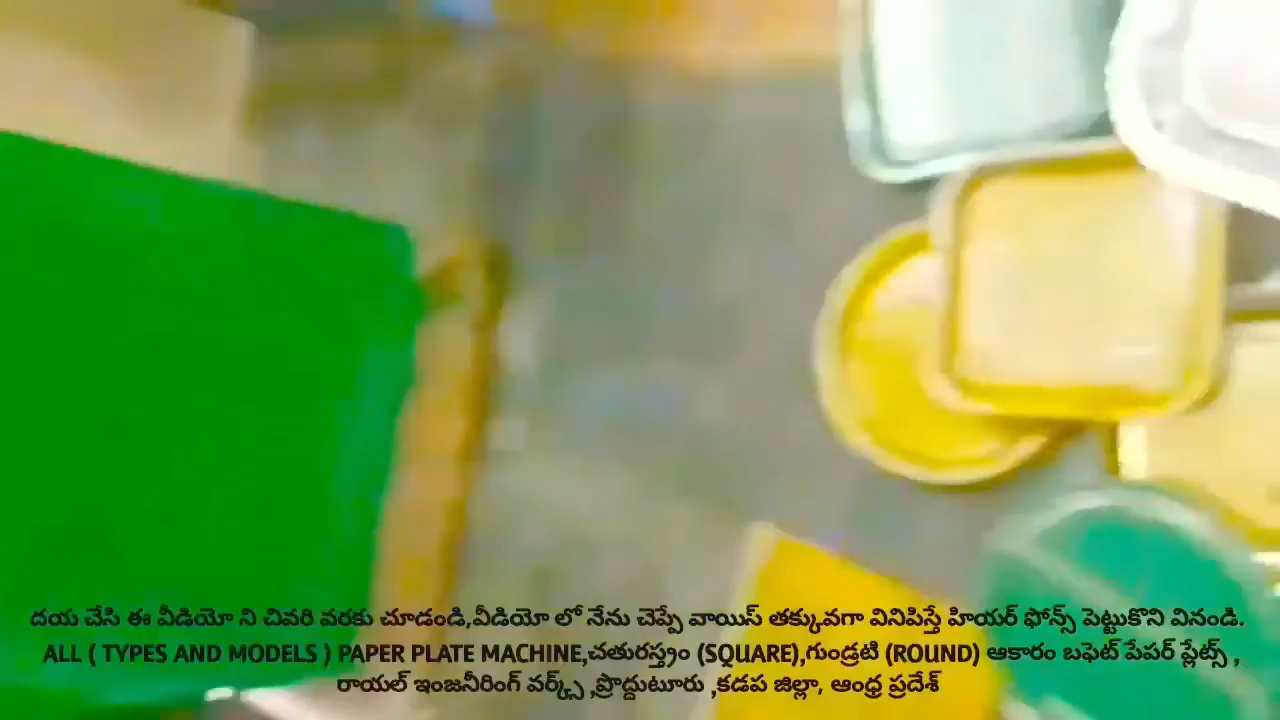 దయ చేసి ఈ వీడియో ని చివరి వరకు చూడండి,వీడియో లో నేను చెప్పే వాయిస్ తక్కువగా వినిపిస్తే హియర్ ఫోన్స్ పెట్టుకొని వినండి.
ALL ( TYPES AND MODELS ) PAPER PLATE MACHINE,చతురస్త్రం (SQUARE),గుండ్రటి (ROUND) ఆకారం బఫెట్ పేపర్ ప్లేట్స్ ,
రాయల్ ఇంజనీరింగ్ వర్క్స్ ,ప్రొద్దుటూరు ,కడప జిల్లా, ఆంధ్ర ప్రదేశ్